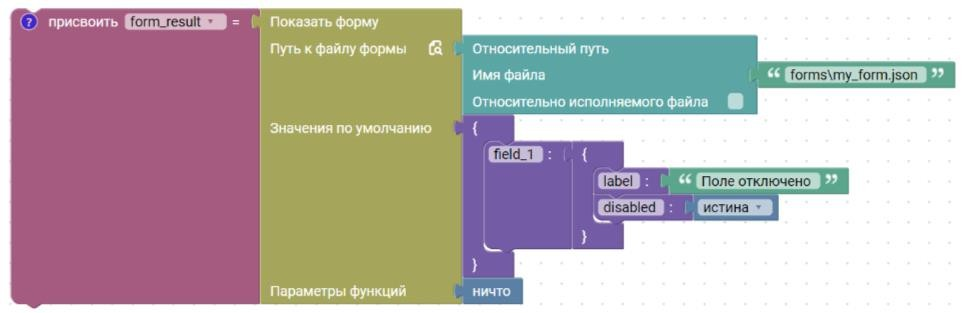 ? присвоить form_result ▾ = Показать форму
Путь к файлу формы Относительный путь
Имя файла “ forms\my_form.json ”
Относительно исполняемого файла
Значения по умолчанию {
field_1 : {
label : “ Поле отключено ”
disabled : истина ▾
}
}
Параметры функций ничто